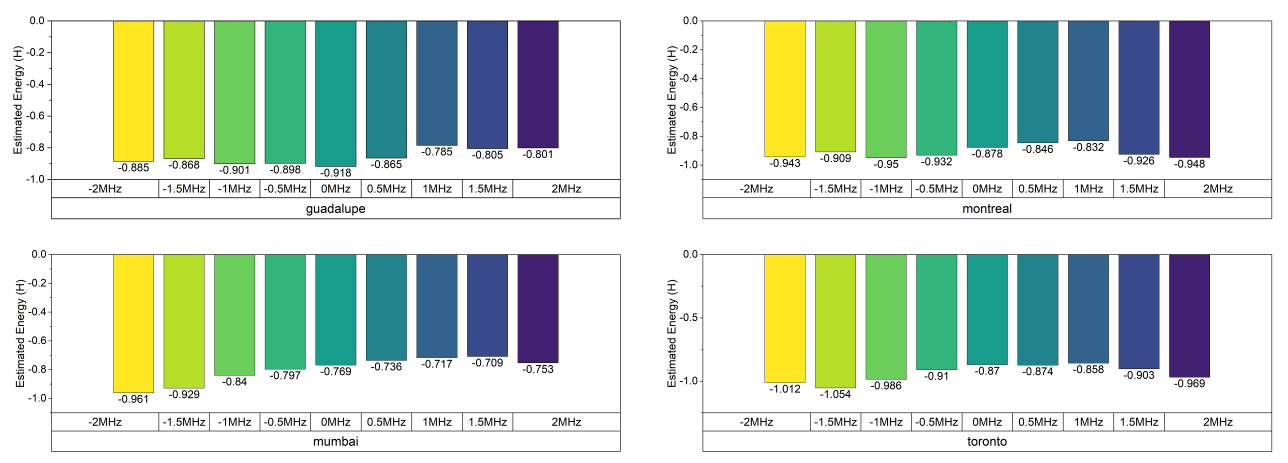 Estimated Energy (H)
0.0
-0.2
-0.4
-0.6
-0.8
-1.0
-0.885 -0.868 -0.901 -0.898 -0.918 -0.865 -0.785 -0.805 -0.801
-2MHz -1.5MHz -1MHz -0.5MHz 0MHz 0.5MHz 1MHz 1.5MHz 2MHz
guadalupe
Estimated Energy (H)
0.0
-0.2
-0.4
-0.6
-0.8
-1.0
-0.943 -0.909 -0.95 -0.932 -0.878 -0.846 -0.832 -0.926 -0.948
-2MHz -1.5MHz -1MHz -0.5MHz 0MHz 0.5MHz 1MHz 1.5MHz 2MHz
montreal
Estimated Energy (H)
0.0
-0.2
-0.4
-0.6
-0.8
-1.0
-0.961 -0.929 -0.84 -0.797 -0.769 -0.736 -0.717 -0.709 -0.753
-2MHz -1.5MHz -1MHz -0.5MHz 0MHz 0.5MHz 1MHz 1.5MHz 2MHz
mumbai
Estimated Energy (H)
0.0
-0.5
-1.0
-1.012 -1.054 -0.986 -0.91 -0.87 -0.874 -0.858 -0.903 -0.969
-2MHz -1.5MHz -1MHz -0.5MHz 0MHz 0.5MHz 1MHz 1.5MHz 2MHz
toronto